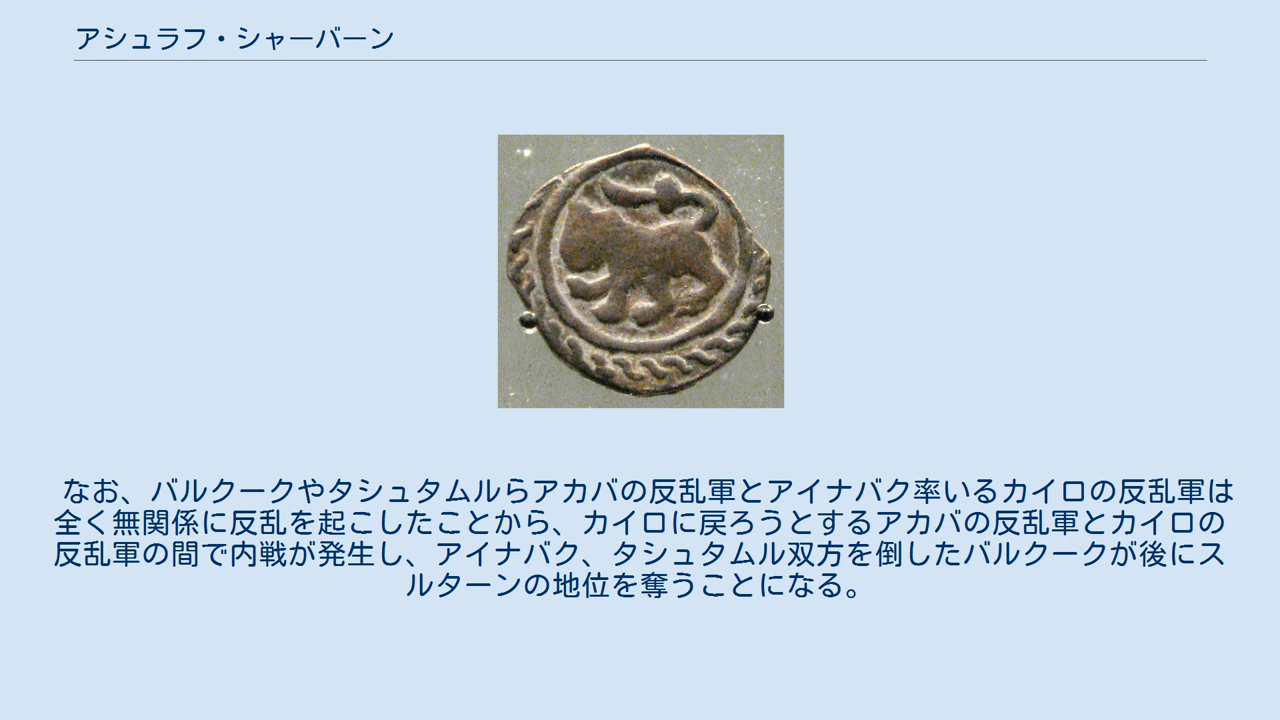 アシュラフ・シャーバーン
なお、バルクークやタシュタムルらアカバの反乱軍とアイナバク率いるカイロの反乱軍は
全く無関係に反乱を起こしたことから、カイロに戻ろうとするアカバの反乱軍とカイロの
反乱軍の間で内戦が発生し、アイナバク、タシュタムル双方を倒したバルクークが後にス
ルターンの地位を奪うことになる。